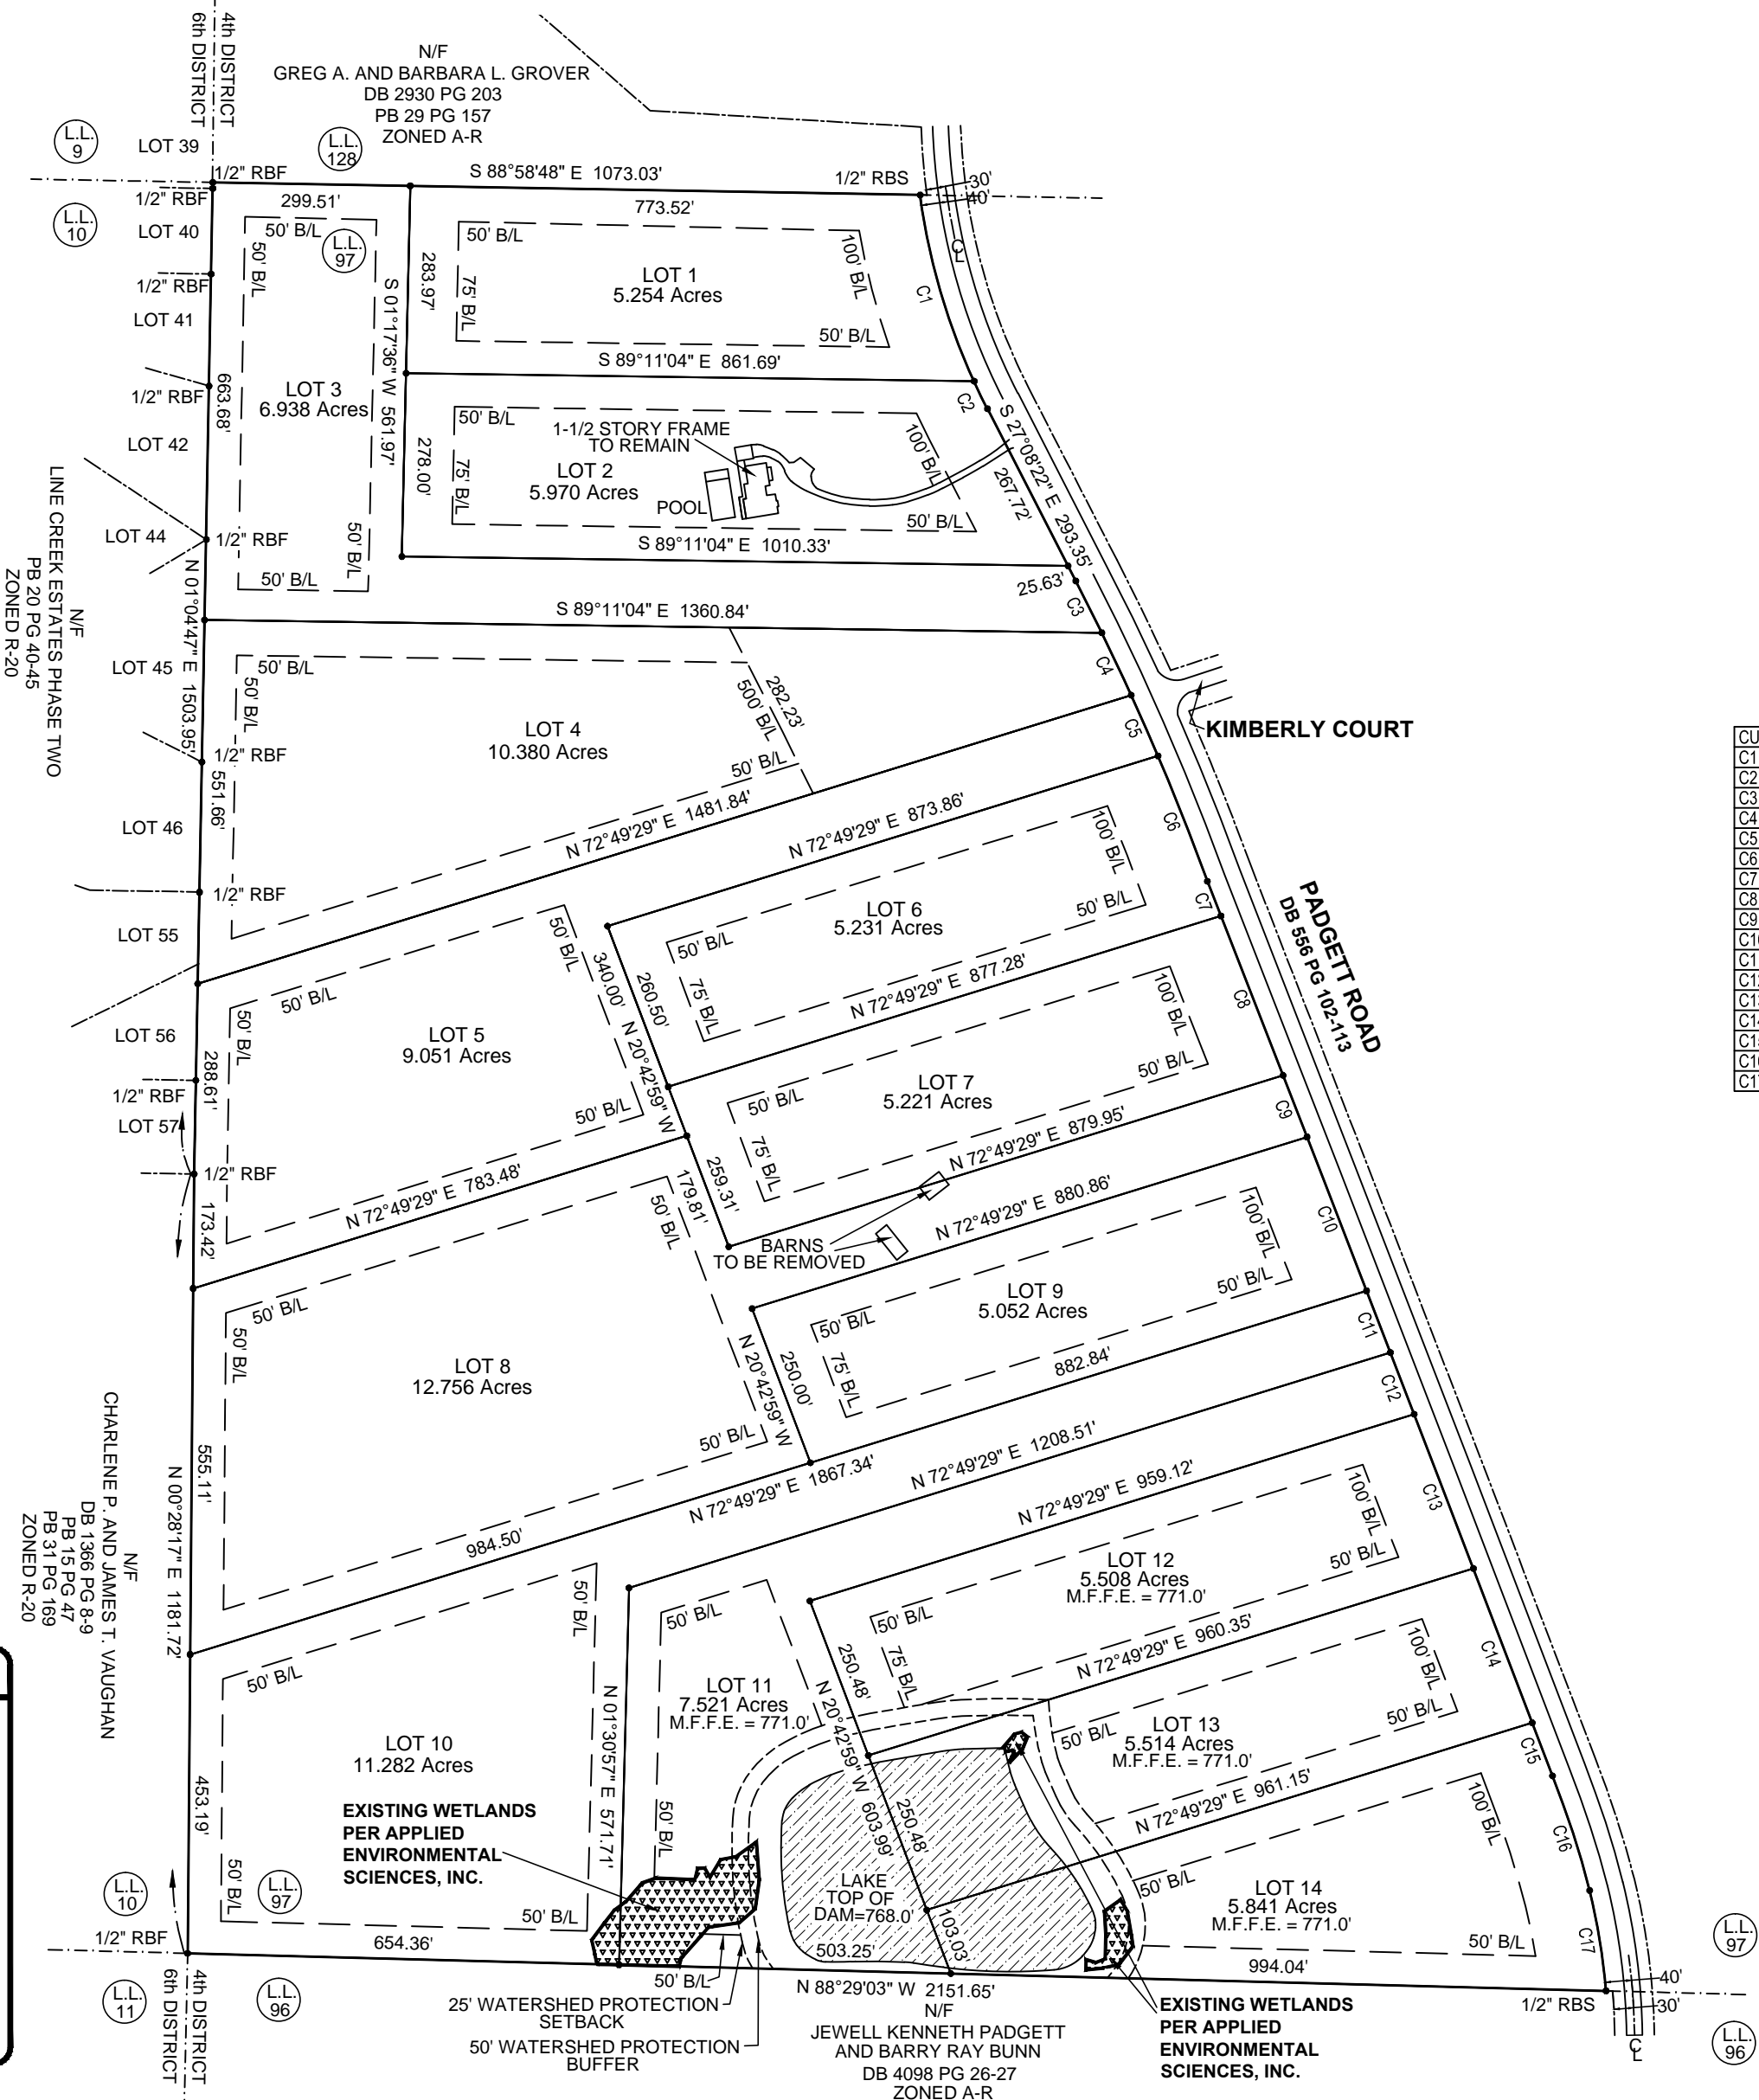 4th DISTRICT
6th DISTRICT
N/F
GREG A. AND BARBARA L. GROVER
DB 2930 PG 203
PB 29 PG 157
ZONED A-R
L.L.
9
LOT 39
L.L.
128
1/2" RBF
S 88°58'48" E 1073.03'
1/2" RBS
30'
40'
1/2" RBF
299.51'
773.52'
L.L.
10
LOT 40
50' B/L
50' B/L
L.L.
97
50' B/L
75' B/L
100' B/L
50' B/L
LOT 1
5.254 Acres
283.97'
C1
CL
1/2" RBF
LOT 41
S 01°17'36" W 561.97'
S 89°11'04" E 861.69'
663.68'
LOT 3
6.938 Acres
1/2" RBF
LOT 42
C2
50' B/L
1-1/2 STORY FRAME
TO REMAIN
100' B/L
LOT 2
5.970 Acres
POOL
278.00'
75' B/L
50' B/L
S 27°08'22" E 293.35'
267.72'
LOT 44
1/2" RBF
50' B/L
50' B/L
S 89°11'04" E 1010.33'
25.63'
C3
N/F
LINE CREEK ESTATES PHASE TWO
PB 20 PG 40-45
ZONED R-20
N 01°04'47" E 1503.95'
S 89°11'04" E 1360.84'
LOT 45
50' B/L
50' B/L
282.23'
500' B/L
C4
KIMBERLY COURT
LOT 4
10.380 Acres
C5
1/2" RBF
551.66'
50' B/L
N 72°49'29" E 1481.84'
N 72°49'29" E 873.86'
LOT 46
C6
100' B/L
1/2" RBF
LOT 6
5.231 Acres
50' B/L
C7
PADGETT ROAD
DB 556 PG 102-113
LOT 55
50' B/L
50' B/L
340.00'
260.50'
N 20°42'59" W
50' B/L
75' B/L
N 72°49'29" E 877.28'
C8
LOT 56
50' B/L
LOT 5
9.051 Acres
100' B/L
288.61'
1/2" RBF
LOT 57
50' B/L
LOT 7
5.221 Acres
50' B/L
50' B/L
75' B/L
C9
N 72°49'29" E 879.95'
1/2" RBF
N 72°49'29" E 783.48'
173.42'
259.31'
179.81'
50' B/L
BARNS
TO BE REMOVED
N 72°49'29" E 880.86'
100' B/L
C10
50' B/L
50' B/L
50' B/L
LOT 9
5.052 Acres
50' B/L
75' B/L
C11
LOT 8
12.756 Acres
N 20°42'59" W
250.00'
882.84'
C12
50' B/L
N/F
CHARLENE P. AND JAMES T. VAUGHAN
DB 1366 PG 8-9
PB 15 PG 47
PB 31 PG 169
ZONED R-20
555.11'
N 00°28'17" E 1181.72'
984.50'
N 72°49'29" E 1867.34'
N 72°49'29" E 1208.51'
N 72°49'29" E 959.12'
100' B/L
C13
50' B/L
50' B/L
50' B/L
50' B/L
75' B/L
LOT 12
5.508 Acres
M.F.F.E. = 771.0'
50' B/L
250.48'
N 72°49'29" E 960.35'
100' B/L
C14
LOT 11
7.521 Acres
M.F.F.E. = 771.0'
N 01°30'57" E 571.71'
N 20°42'59" W 603.99'
50' B/L
LOT 13
5.514 Acres
M.F.F.E. = 771.0'
50' B/L
C15
LOT 10
11.282 Acres
453.19'
EXISTING WETLANDS
PER APPLIED
ENVIRONMENTAL
SCIENCES, INC.
50' B/L
250.48'
N 72°49'29" E 961.15'
100' B/L
C16
L.L.
10
50' B/L
L.L.
97
LAKE
TOP OF
DAM=768.0'
50' B/L
LOT 14
5.841 Acres
M.F.F.E. = 771.0'
50' B/L
C17
L.L.
97
1/2" RBF
50' B/L
654.36'
503.25'
103.03'
994.04'
50' B/L
40'
30'
1/2" RBS
L.L.
11
4th DISTRICT
6th DISTRICT
L.L.
96
25' WATERSHED PROTECTION
SETBACK
50' WATERSHED PROTECTION
BUFFER
N 88°29'03" W 2151.65'
N/F
JEWELL KENNETH PADGETT
AND BARRY RAY BUNN
DB 4098 PG 26-27
ZONED A-R
EXISTING WETLANDS
PER APPLIED
ENVIRONMENTAL
SCIENCES, INC.
CL
L.L.
96
CU
C1
C2
C3
C4
C5
C6
C7
C8
C9